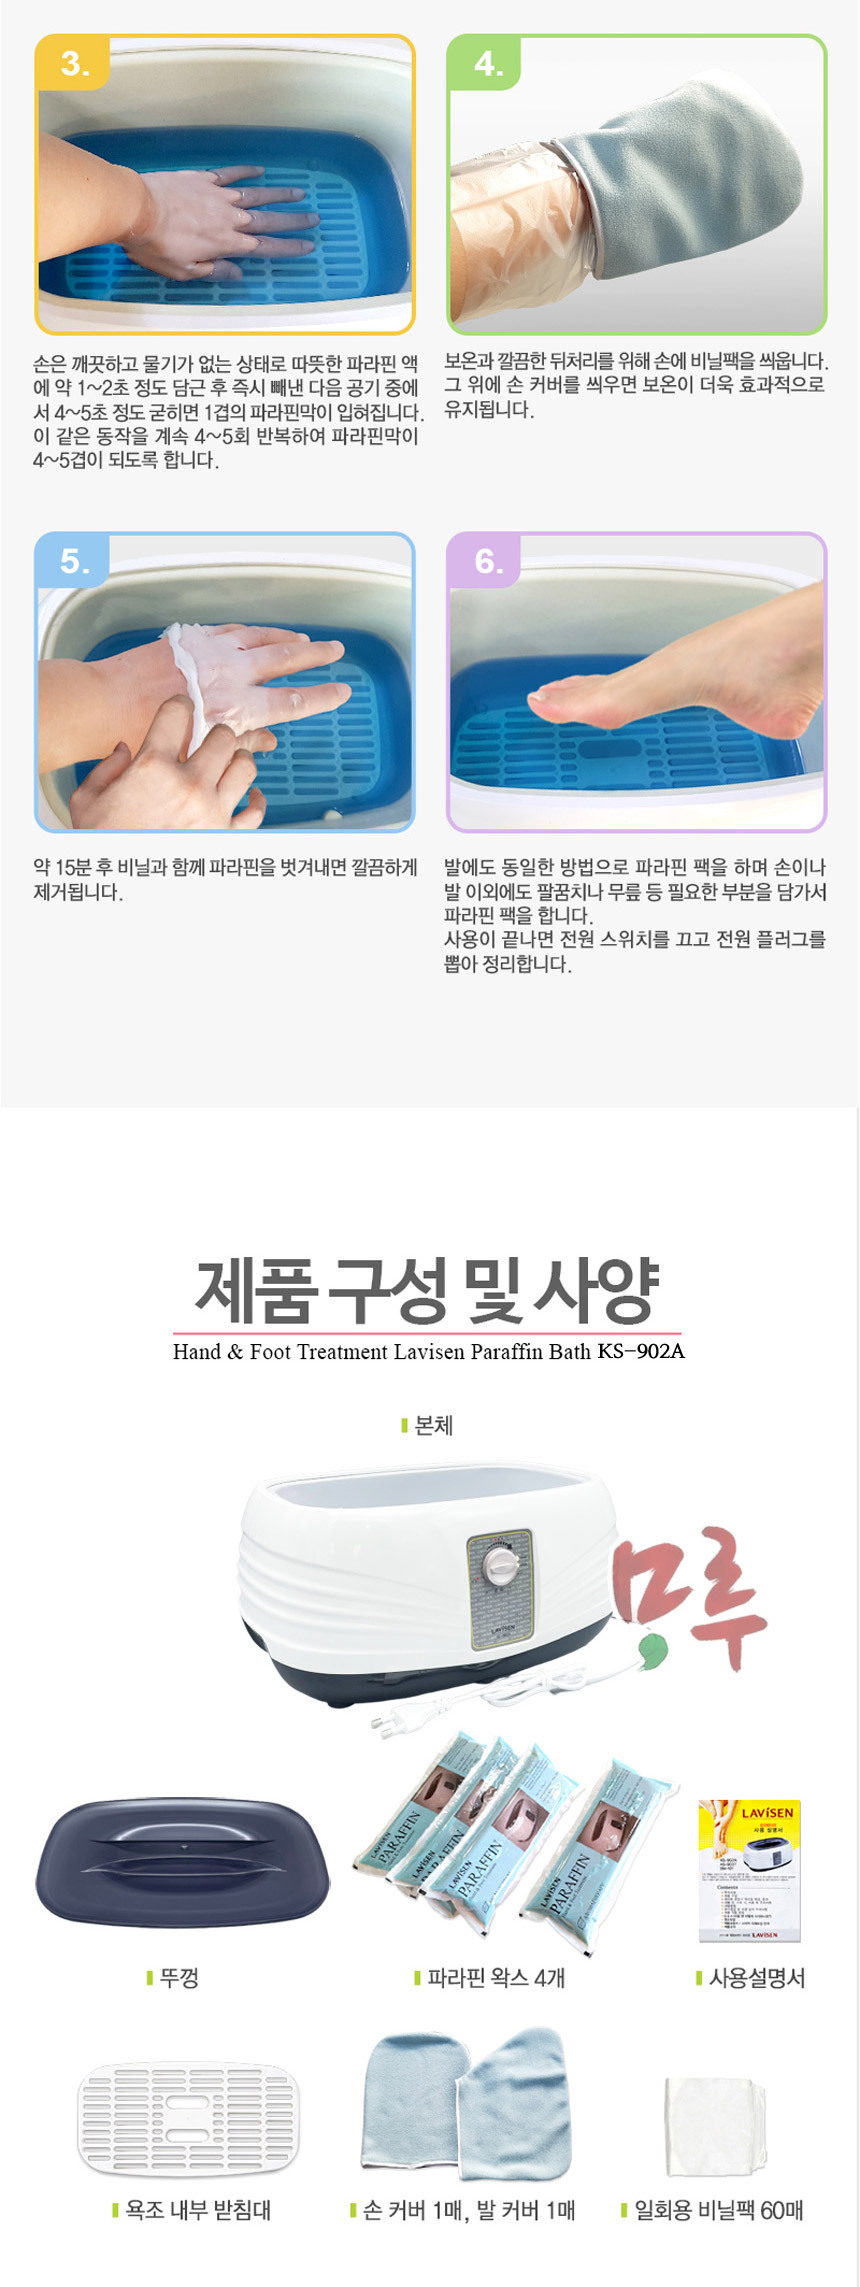 3.
손은 깨끗하고 물기가 없는 상태로 따뜻한 파라핀 액
에 약 1~2초 정도 담근 후 즉시 빼낸 다음 공기 중에
서 4~5초 정도 굳히면 1겹의 파라핀막이 입혀집니다.
이 같은 동작을 계속 4~5회 반복하여 파라핀막이
4~5겹이 되도록 합니다.
4.
보온과 깔끔한 뒤처리를 위해 손에 비닐팩을 씌웁니다.
그 위에 손 커버를 씌우면 보온이 더욱 효과적으로
유지됩니다.
5.
약 15분 후 비닐과 함께 파라핀을 벗겨내면 깔끔하게
제거됩니다.
6.
발에도 동일한 방법으로 파라핀 팩을 하며 손이나
발 이외에도 팔꿈치나 무릎 등 필요한 부분을 담가서
파라핀 팩을 합니다.
사용이 끝나면 전원 스위치를 끄고 전원 플러그를
뽑아 정리합니다.
제품 구성 및 사양
Hand & Foot Treatment Lavisen Paraffin Bath KS-902A
본체
LAVISEN
루
LAVISEN
PARAFFIN
LAVISEN
PARAFFIN
LAVISEN
PARAFFIN
LAVISEN
PARAFFIN
LAVISEN
사용 설명서
Contents
LAVISEN
뚜껑
파라핀 왁스 4개
사용설명서
욕조 내부 받침대
손 커버 1매, 발 커버 1매
일회용 비닐팩 60매